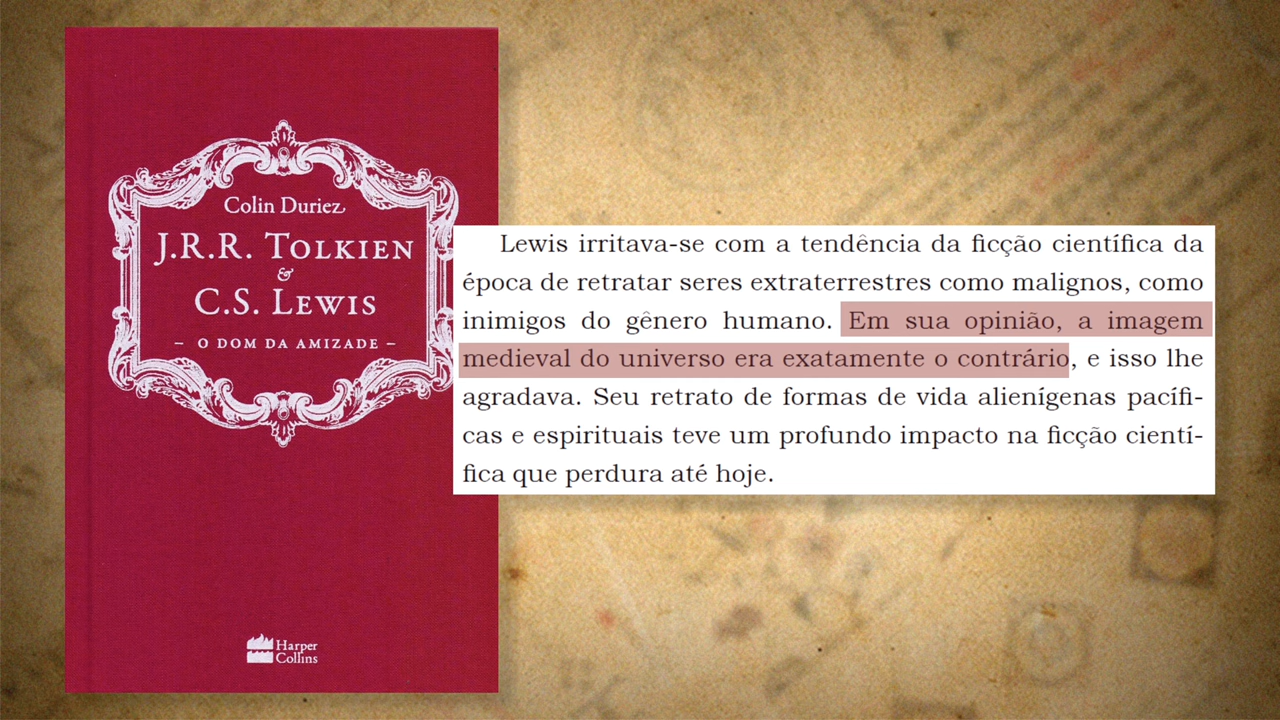 Colin Duriez
J.R.R. TOLKIEN
&
C.S. LEWIS
– O DOM DA AMIZADE –
Harper
Collins
Lewis irritava-se com a tendência da ficção científica da
época de retratar seres extraterrestres como malignos, como
inimigos do gênero humano. Em sua opinião, a imagem
medieval do universo era exatamente o contrário, e isso lhe
agradava. Seu retrato de formas de vida alienígenas pacífi-
cas e espirituais teve um profundo impacto na ficção cientí-
fica que perdura até hoje.